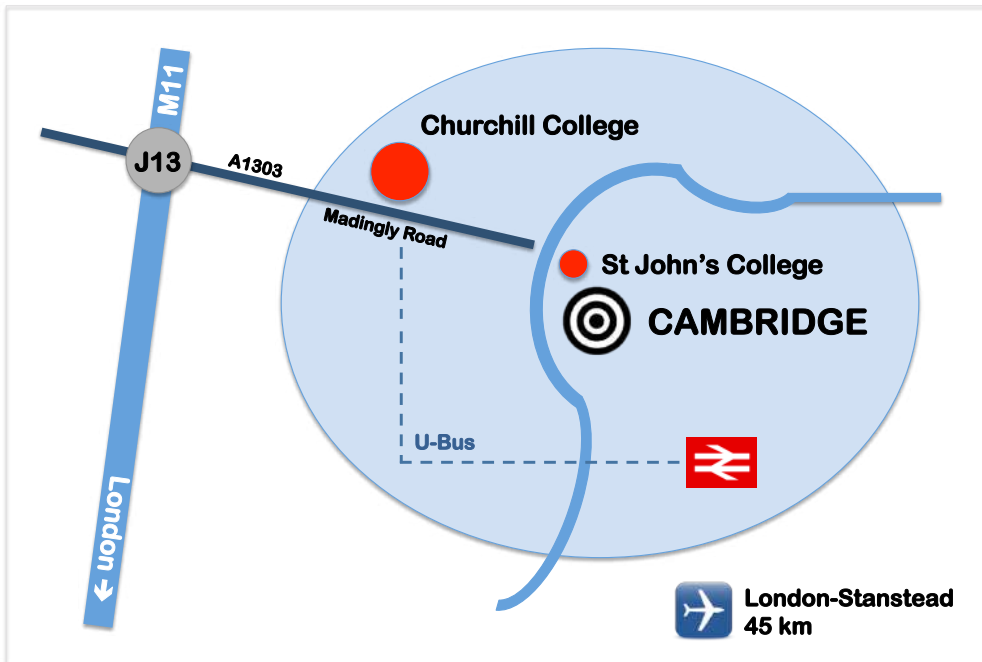 M11
Churchill College
J13
A1303
Madingly Road
St John's College
CAMBRIDGE
U-Bus
London
London-Stanstead
45 km